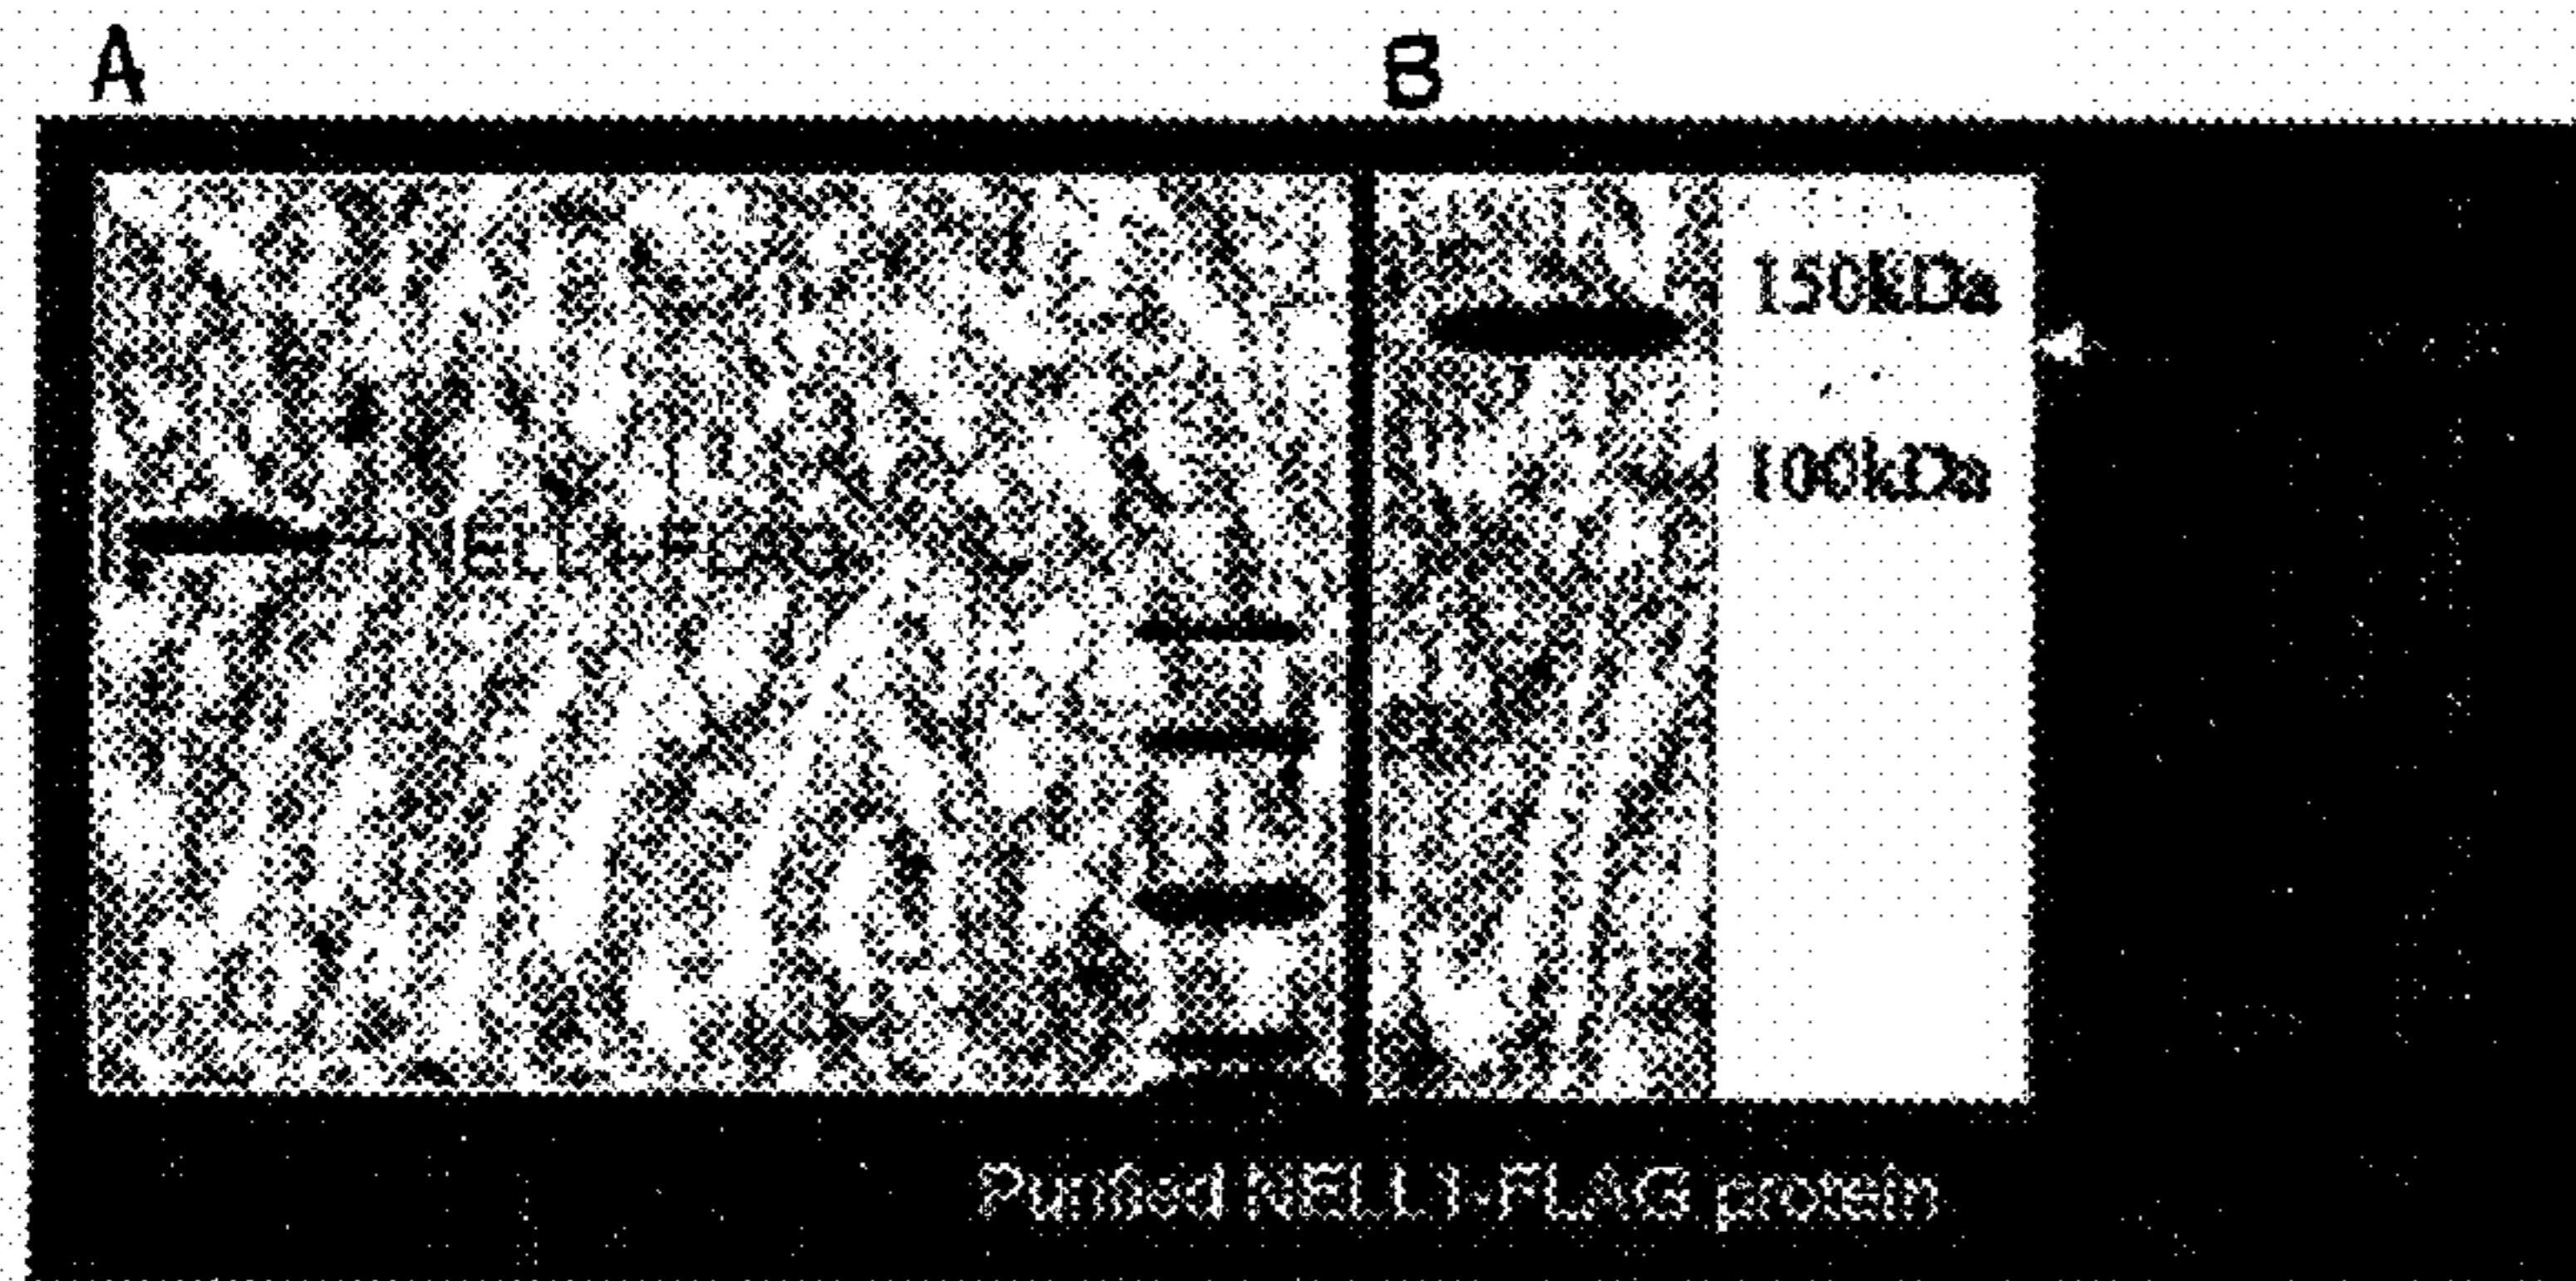 A
B
150kDa
100kDa
NELL1-FLAG
Purified NELL1-FLAG protein